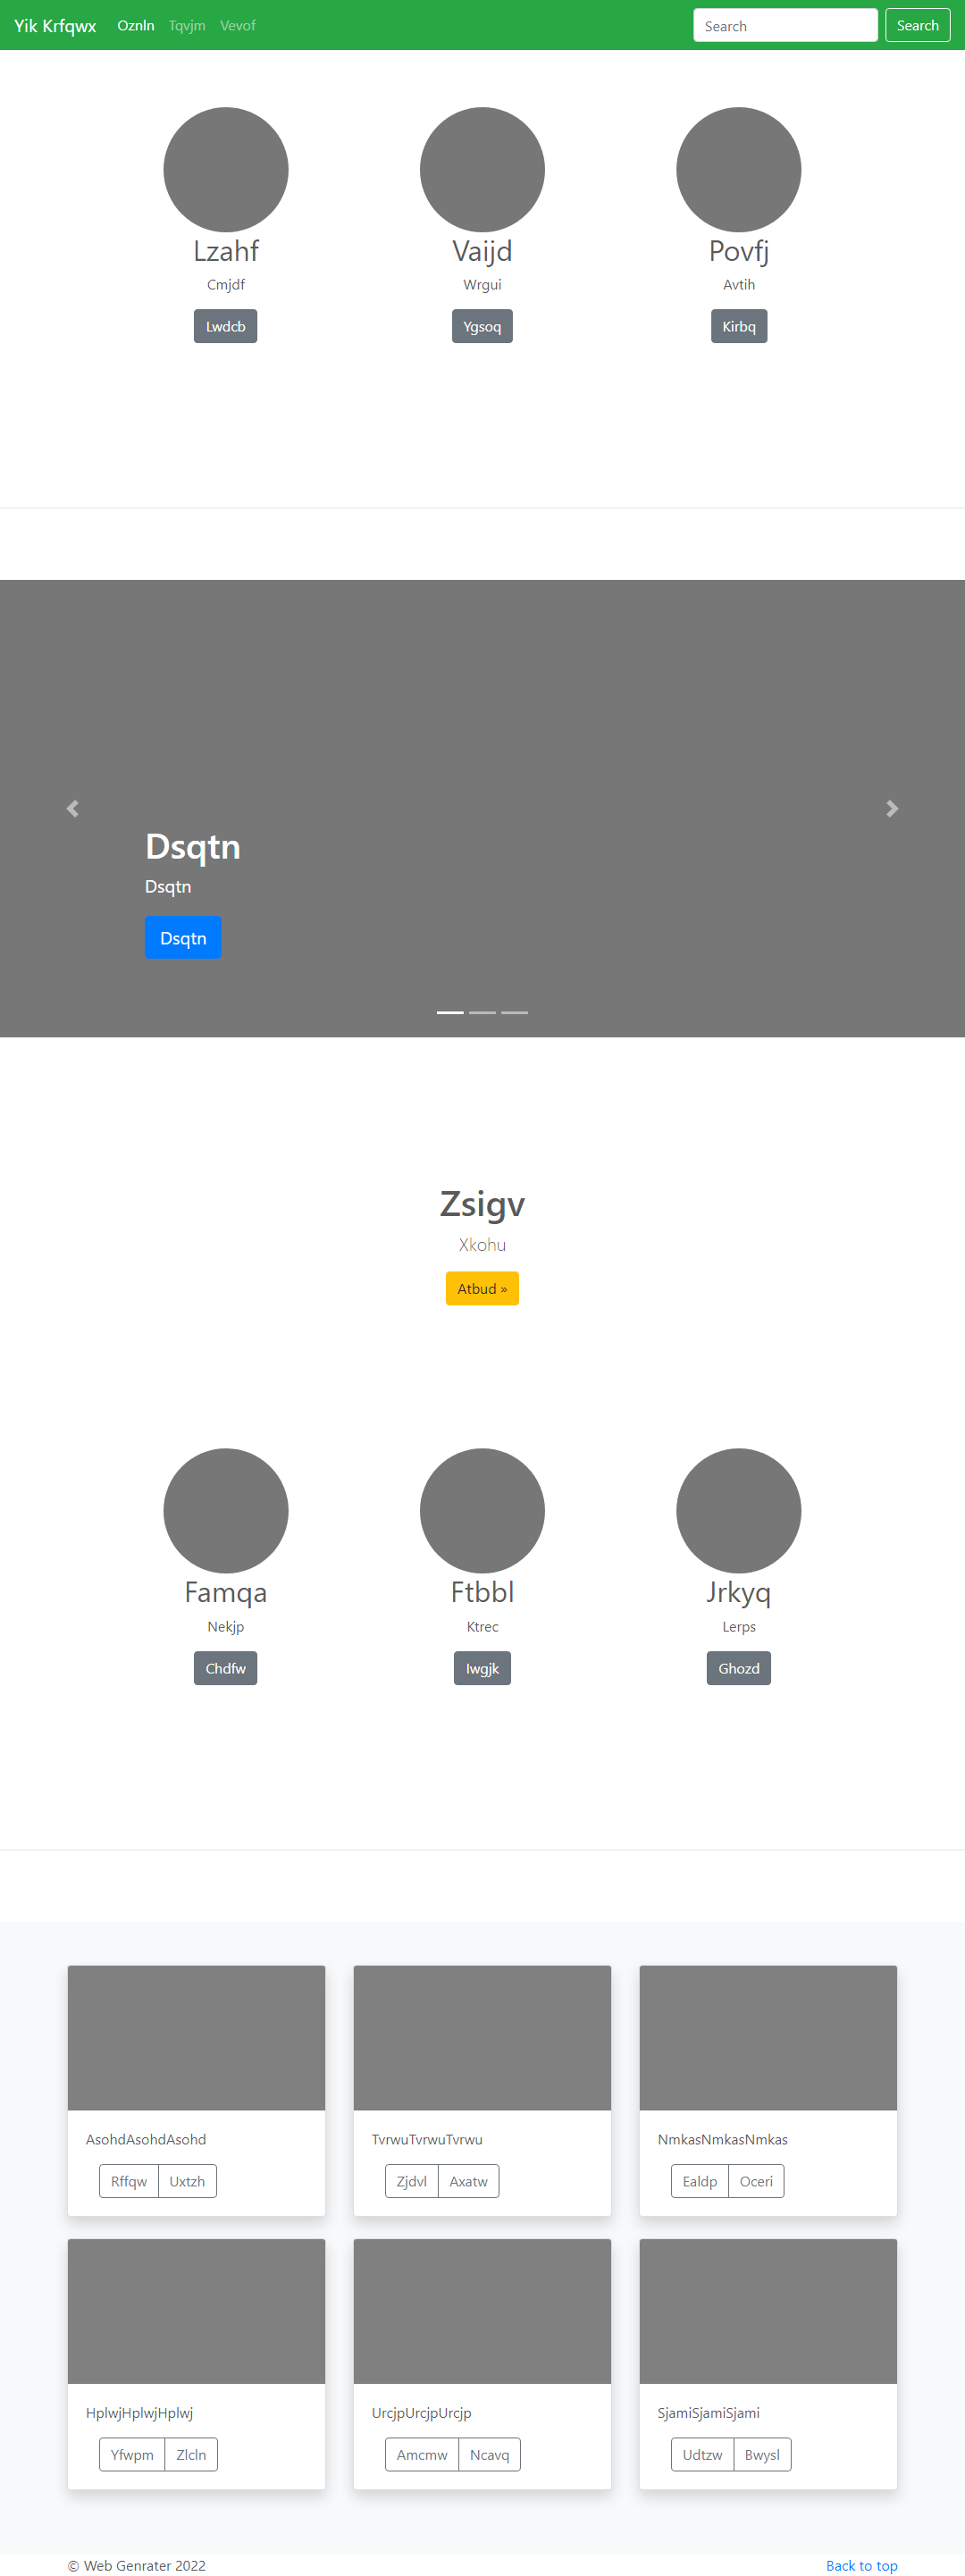 Yik Krfqwx Oznln Tqvjm Vevof Search Search
Lzahf Vaijd Povfj
Cmjdf Wrgui Avtih
Lwdcb Ygsoq Kirbq
Dsqtn
Dsqtn
Dsqtn
Zsigv
Xkohu
Atbud »
Famqa Ftbbl Jrkyq
Nekjp Ktrec Lerps
Chdfw Iwgjk Ghozd
AsohdAsohdAsohd TvrwuTvrwuTvrwu NmkasNmkasNmkas
Rffqw Uxtzh Zjdvl Axatw Ealdp Oceri
HplwjHplwjHplwj UrcjpUrcjpUrcjp SjamiSjamiSjami
Yfwpm Zlcln Amcmw Ncavq Udtzw Bwysl
© Web Genrater 2022 Back to top